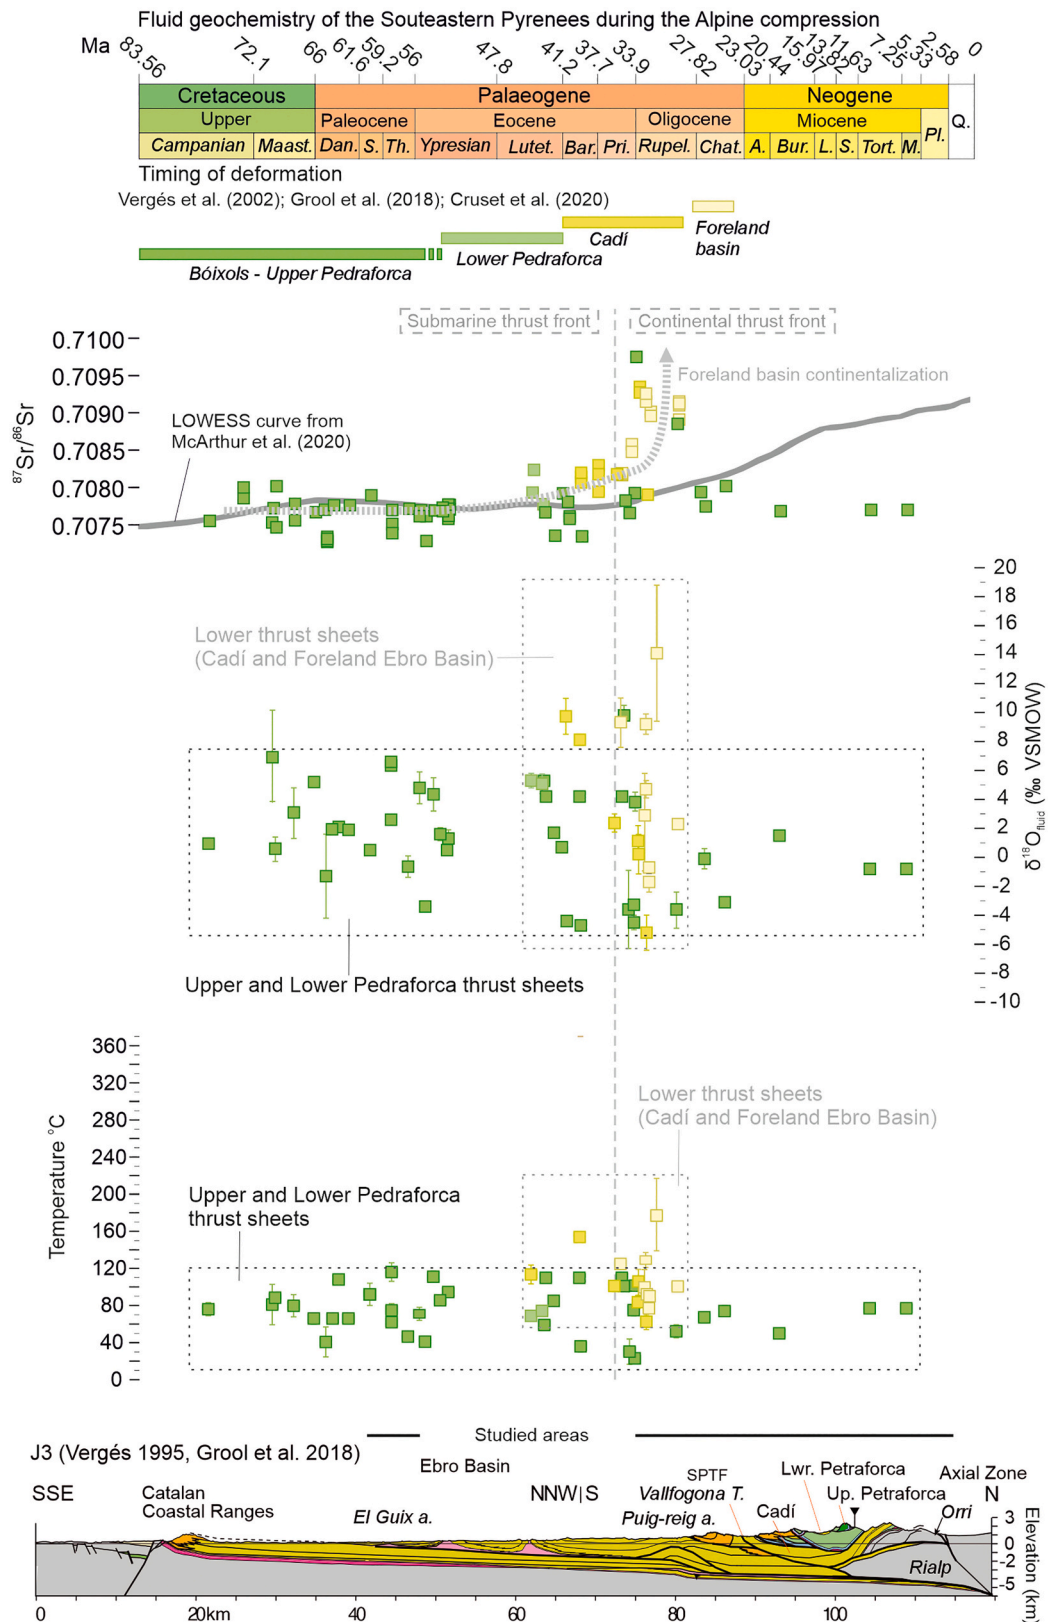 Fluid geochemistry of the Souteastern Pyrenees during the Alpine compression
Ma 83.56 72.1 66 61.6 59.2 56 47.8 41.2 37.7 33.9 27.82 23.03 20.44 15.97 13.82 11.63 7.25 5.33 2.58 0
Cretaceous Palaeogene Neogene Q.
Upper Paleocene Eocene Oligocene Miocene Pl.
Campanian Maast. Dan. S. Th. Ypresian Lutet. Bar. Pri. Rupel. Chat. A. Bur. L. S. Tort. M.
Timing of deformation
Vergés et al. (2002); Grool et al. (2018); Cruset et al. (2020)
Foreland
basin
Cadí
Lower Pedraforca
Bóixols - Upper Pedraforca
Submarine thrust front Continental thrust front
⁸⁷Sr/⁸⁶Sr
0.7100
0.7095
0.7090
0.7085
0.7080
0.7075
Foreland basin continentalization
LOWESS curve from
McArthur et al. (2020)
20
18
16
14
12
10
8
6
4
2
0
-2
-4
-6
-8
-10
δ¹⁸Ofluid (‰ VSMOW)
Lower thrust sheets
(Cadí and Foreland Ebro Basin)
Upper and Lower Pedraforca thrust sheets
Temperature °C
360
320
280
240
200
160
120
80
40
0
Lower thrust sheets
(Cadí and Foreland Ebro Basin)
Upper and Lower Pedraforca
thrust sheets
Studied areas
J3 (Vergés 1995, Grool et al. 2018)
Ebro Basin
SPTF
Lwr. Petraforca
Axial Zone
SSE
Catalan
Coastal Ranges
El Guix a.
NNW|S
Vallfogona T.
Puig-reig a.
Cadí
Up. Petraforca
Orri
N
Rialp
3
0
-2
-5
Elevation (km)
0 20km 40 60 80 100